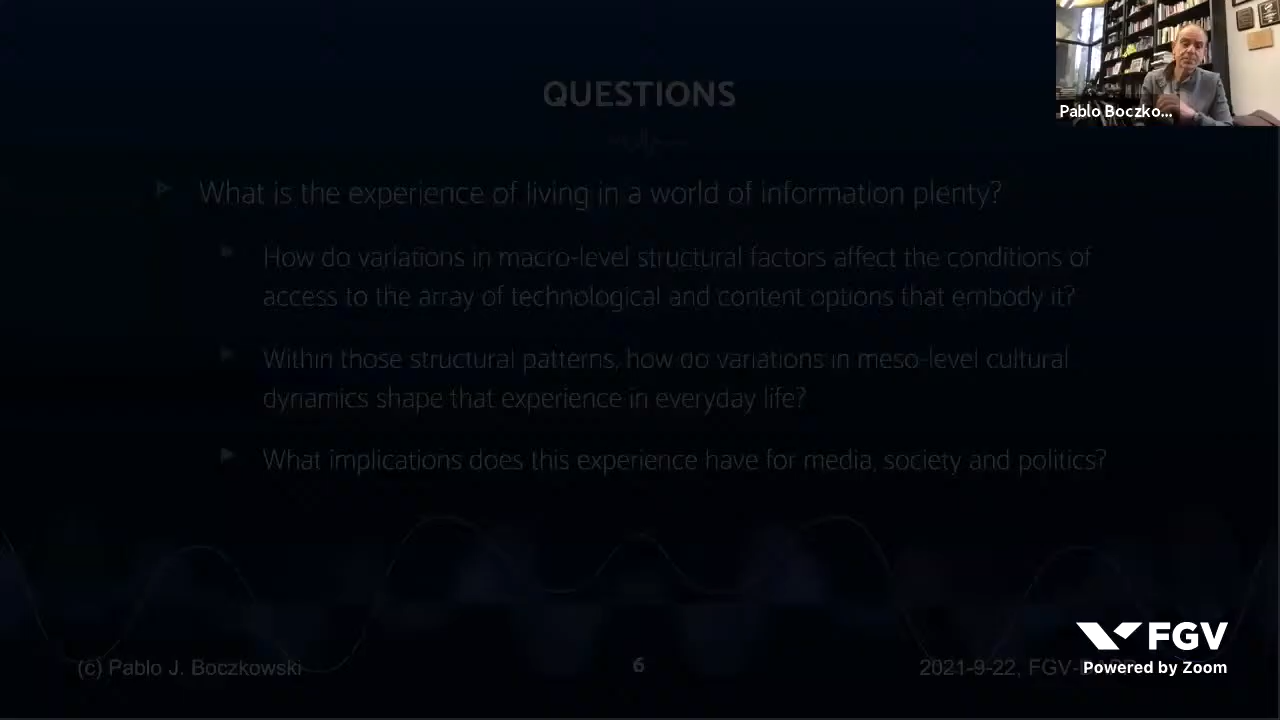 Pablo Boczko...
QUESTIONS
What is the experience of living in a world of information plenty?
How do variations in macro-level structural factors affect the conditions of
access to the array of technological and content options that embody it?
Within those structural patterns, how do variations in meso-level cultural
dynamics shape that experience in everyday life?
What implications does this experience have for media, society and politics?
FGV
Powered by Zoom
(c) Pablo J. Boczkowski
6
2021-9-22, FGV-